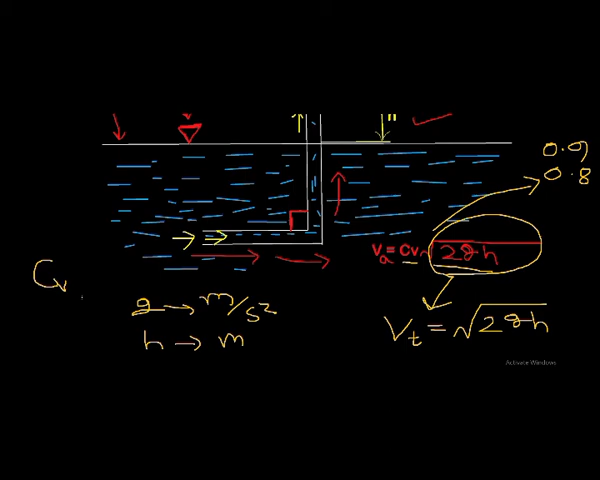 0.9
0.8
Va = Cv √2gh
Cv
g → m/s²
h → m
Vt = √2gh
Activate Windows